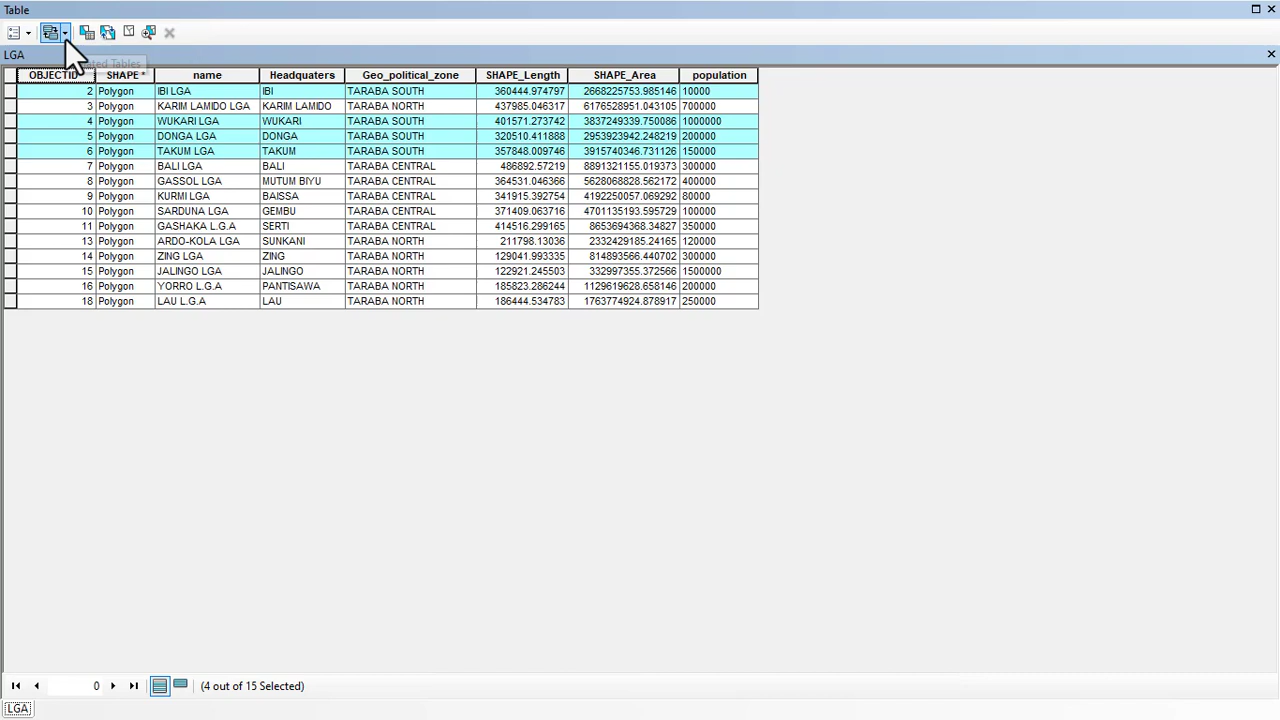 Table
LGA
ated Tables
OBJECTID SHAPE * name Headquaters Geo_political_zone SHAPE_Length SHAPE_Area population
2 Polygon IBI LGA IBI TARABA SOUTH 360444.974797 2668225753.985146 10000
3 Polygon KARIM LAMIDO LGA KARIM LAMIDO TARABA NORTH 437985.046317 6176528951.043105 700000
4 Polygon WUKARI LGA WUKARI TARABA SOUTH 401571.273742 3837249339.750086 1000000
5 Polygon DONGA LGA DONGA TARABA SOUTH 320510.411888 2953923942.248219 200000
6 Polygon TAKUM LGA TAKUM TARABA SOUTH 357848.009746 3915740346.731126 150000
7 Polygon BALI LGA BALI TARABA CENTRAL 486892.57219 8891321155.019373 300000
8 Polygon GASSOL LGA MUTUM BIYU TARABA CENTRAL 364531.046366 5628068828.562172 400000
9 Polygon KURMI LGA BAISSA TARABA CENTRAL 341915.392754 4192250057.069292 80000
10 Polygon SARDUNA LGA GEMBU TARABA CENTRAL 371409.063716 4701135193.595729 100000
11 Polygon GASHAKA L.G.A SERTI TARABA CENTRAL 414516.299165 8653694368.34827 350000
13 Polygon ARDO-KOLA LGA SUNKANI TARABA NORTH 211798.13036 2332429185.24165 120000
14 Polygon ZING LGA ZING TARABA NORTH 129041.993335 814893566.440702 300000
15 Polygon JALINGO LGA JALINGO TARABA NORTH 122921.245503 332997355.372566 1500000
16 Polygon YORRO L.G.A PANTISAWA TARABA NORTH 185823.286244 1129619628.658146 200000
18 Polygon LAU L.G.A LAU TARABA NORTH 186444.534783 1763774924.878917 250000
0 (4 out of 15 Selected)
LGA